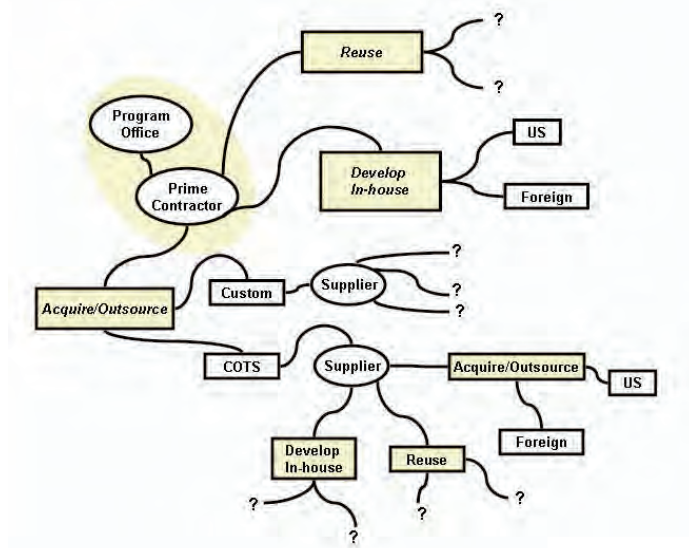 ?
Reuse
?
Program
Office
US
Develop
In-house
Prime
Contractor
Foreign
?
Supplier
Custom
?
Acquire/Outsource
?
COTS
Supplier
Acquire/Outsource
US
Develop
In-house
Reuse
Foreign
?
?
?
?